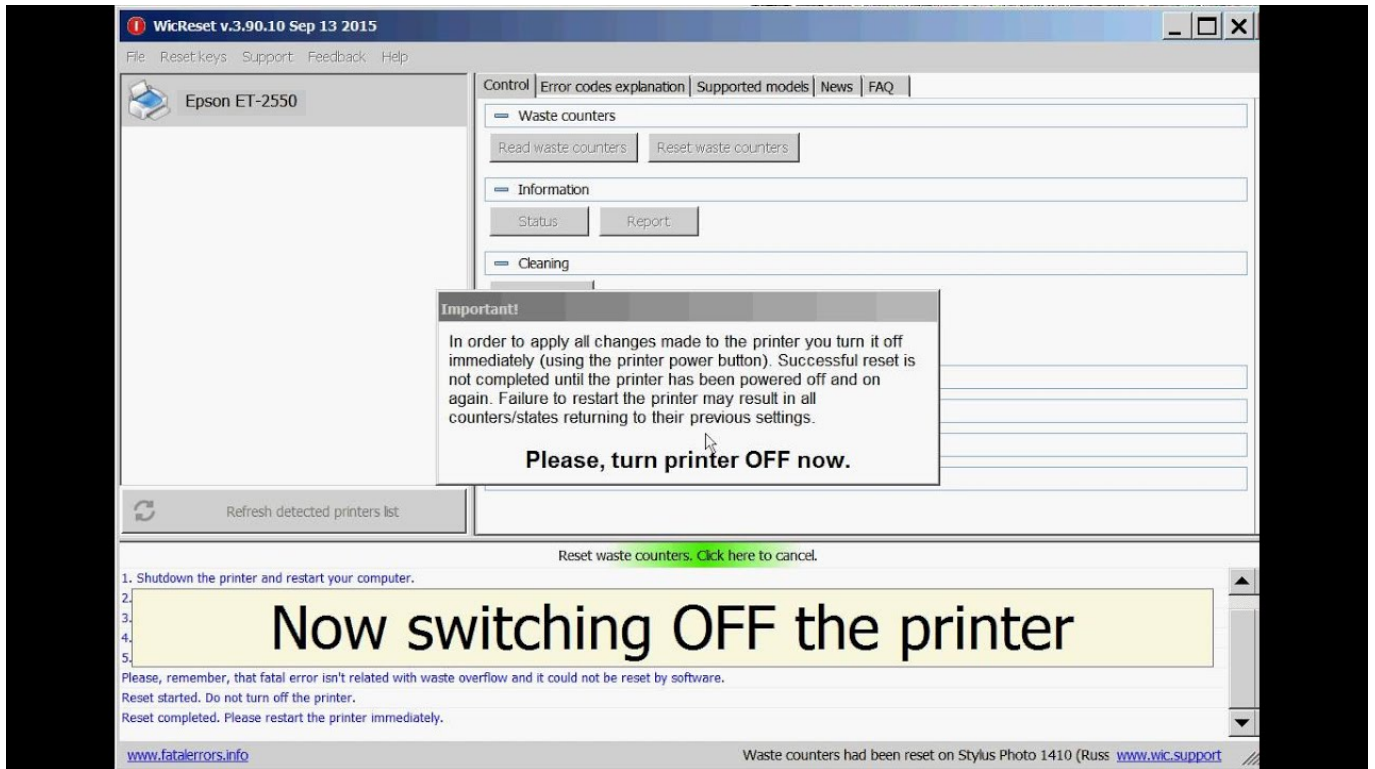 WicReset v.3.90.10 Sep 13 2015
File Reset keys Support Feedback Help
Epson ET-2550
Control Error codes explanation Supported models News FAQ
Waste counters
Read waste counters Reset waste counters
Information
Status Report
Cleaning
Important!
In order to apply all changes made to the printer you turn it off
immediately (using the printer power button). Successful reset is
not completed until the printer has been powered off and on
again. Failure to restart the printer may result in all
counters/states returning to their previous settings.
Please, turn printer OFF now.
Refresh detected printers list
Reset waste counters. Click here to cancel.
1. Shutdown the printer and restart your computer.
2.
3.
4.
5.
Now switching OFF the printer
Please, remember, that fatal error isn't related with waste overflow and it could not be reset by software.
Reset started. Do not turn off the printer.
Reset completed. Please restart the printer immediately.
www.fatalerrors.info Waste counters had been reset on Stylus Photo 1410 (Russ www.wic.support